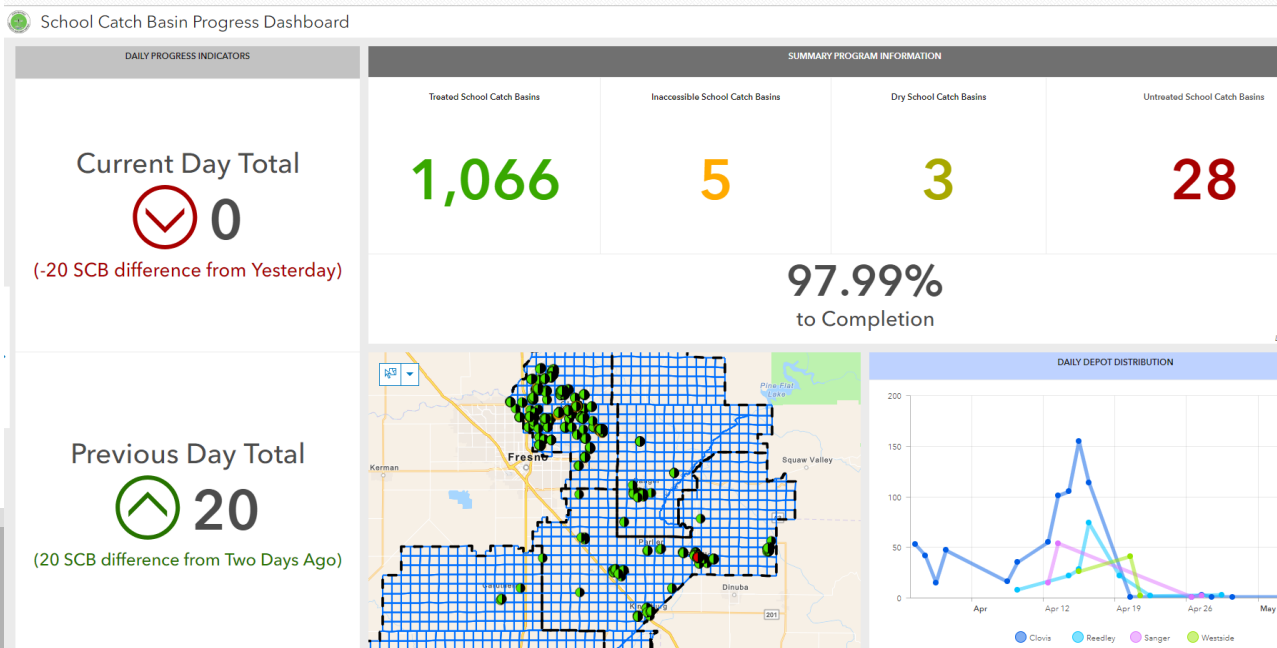 School Catch Basin Progress Dashboard
DAILY PROGRESS INDICATORS
Current Day Total
0
(-20 SCB difference from Yesterday)
Previous Day Total
20
(20 SCB difference from Two Days Ago)
SUMMARY PROGRAM INFORMATION
Treated School Catch Basins
1,066
Inaccessible School Catch Basins
5
Dry School Catch Basins
3
Untreated School Catch Basins
28
97.99%
to Completion
Pine Flat
Lake
Squaw Valley
Kerman
Fresno
Parlier
Dinuba
201
DAILY DEPOT DISTRIBUTION
200
150
100
50
0
Apr
Apr 12
Apr 19
Apr 26
May
Clovis
Reedley
Sanger
Westside